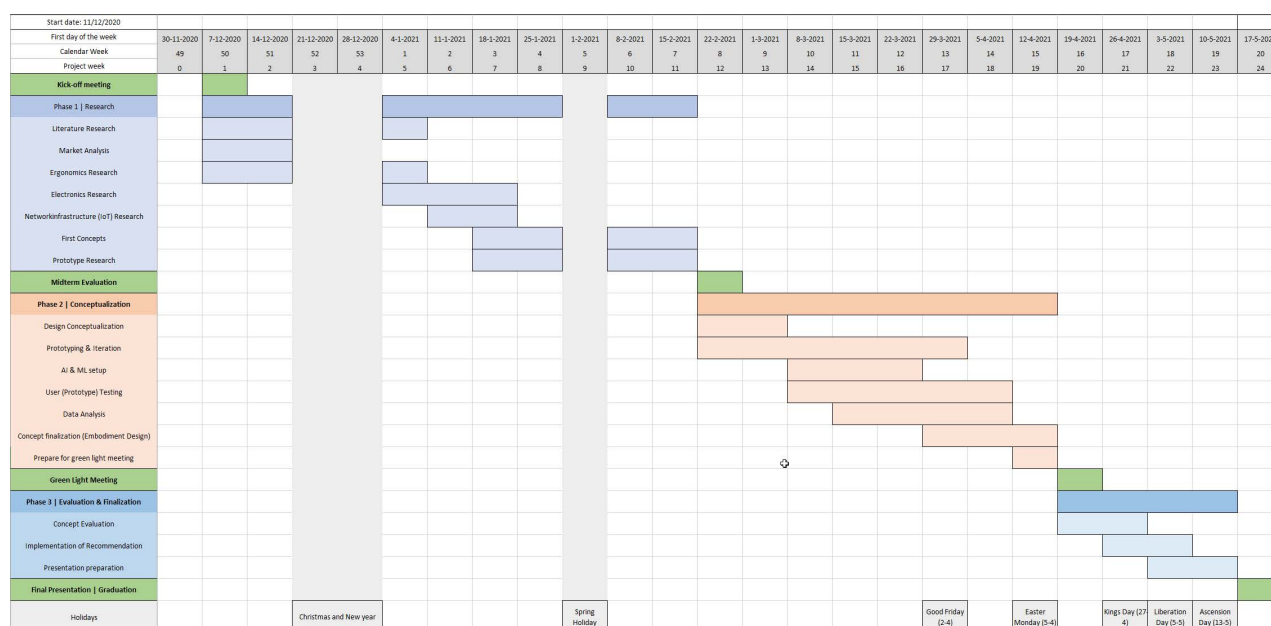 Start date: 11/12/2020
First day of the week 30-11-2020 7-12-2020 14-12-2020 21-12-2020 28-12-2020 4-1-2021 11-1-2021 18-1-2021 25-1-2021 1-2-2021 8-2-2021 15-2-2021 22-2-2021 1-3-2021 8-3-2021 15-3-2021 22-3-2021 29-3-2021 5-4-2021 12-4-2021 19-4-2021 26-4-2021 3-5-2021 10-5-2021 17-5-202
Calendar Week 49 50 51 52 53 1 2 3 4 5 6 7 8 9 10 11 12 13 14 15 16 17 18 19 20
Project week 0 1 2 3 4 5 6 7 8 9 10 11 12 13 14 15 16 17 18 19 20 21 22 23 24
Kick-off meeting
Phase 1 | Research
Literature Research
Market Analysis
Ergonomics Research
Electronics Research
Networkinfrastructure (IoT) Research
First Concepts
Prototype Research
Midterm Evaluation
Phase 2 | Conceptualization
Design Conceptualization
Prototyping & Iteration
AI & ML setup
User (Prototype) Testing
Data Analysis
Concept finalization (Embodiment Design)
Prepare for green light meeting
Green Light Meeting
Phase 3 | Evaluation & Finalization
Concept Evaluation
Implementation of Recommendation
Presentation preparation
Final Presentation | Graduation
Holidays
Christmas and New year
Spring
Holiday
Good Friday
(2-4)
Easter
Monday (5-4)
Kings Day (27-
4)
Liberation
Day (5-5)
Ascension
Day (13-5)